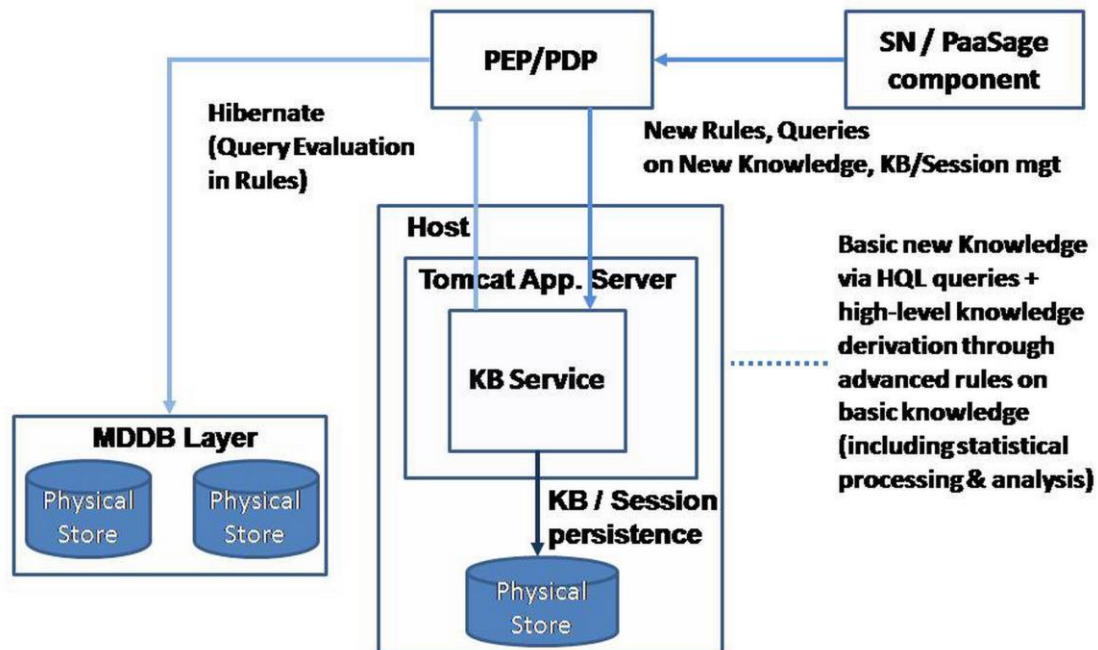 PEP/PDP
SN / PaaSage
component
Hibernate
(Query Evaluation
in Rules)
New Rules, Queries
on New Knowledge, KB/Session mgt
Host
Tomcat App. Server
KB Service
Basic new Knowledge
via HQL queries +
high-level knowledge
derivation through
advanced rules on
basic knowledge
(including statistical
processing & analysis)
MDDB Layer
Physical
Store
Physical
Store
KB / Session
persistence
Physical
Store